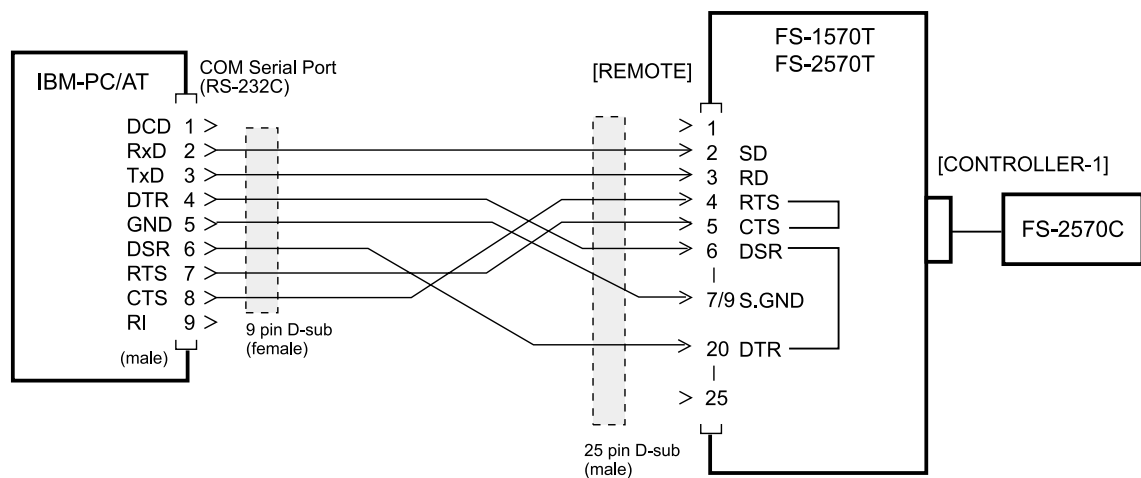 IBM-PC/AT
COM Serial Port
(RS-232C)
DCD 1
RxD 2
TxD 3
DTR 4
GND 5
DSR 6
RTS 7
CTS 8
RI 9
(male)
9 pin D-sub
(female)
[REMOTE]
25 pin D-sub
(male)
FS-1570T
FS-2570T
1
2 SD
3 RD
4 RTS
5 CTS
6 DSR
7/9 S.GND
20 DTR
25
[CONTROLLER-1]
FS-2570C